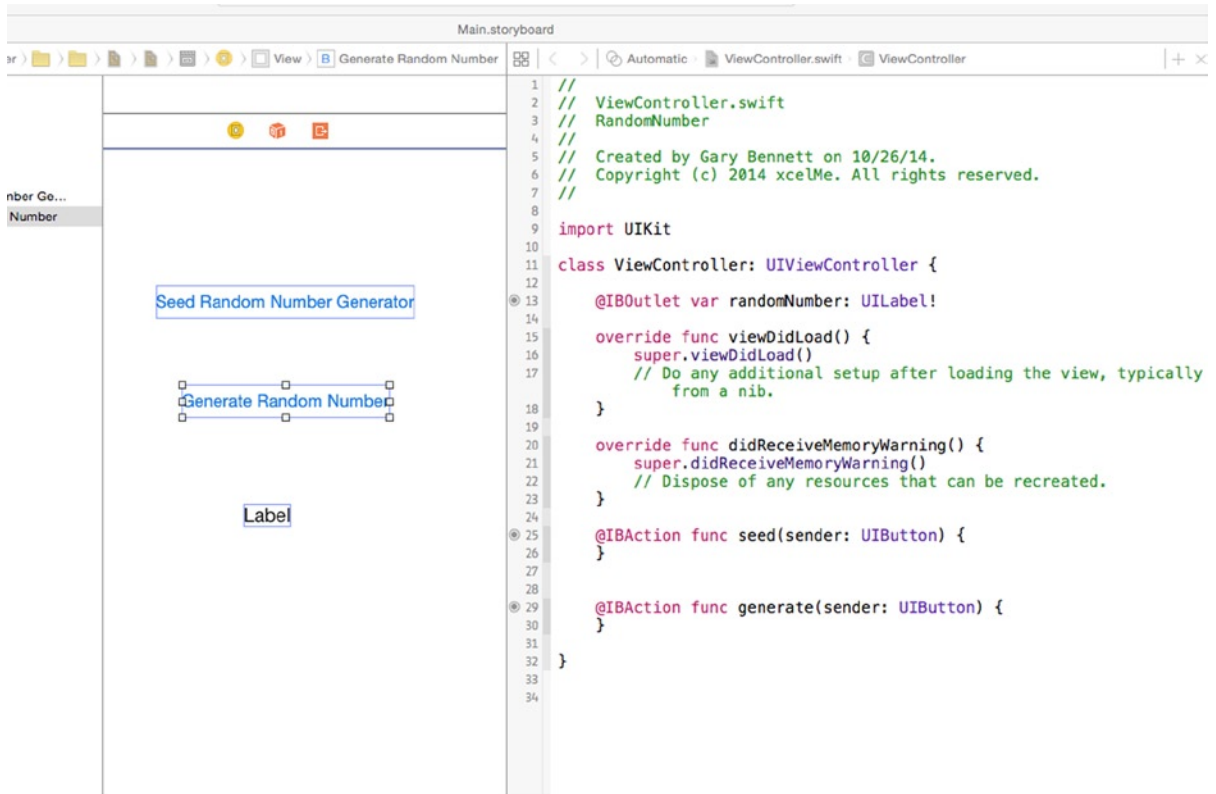 Main.storyboard
er View B Generate Random Number Automatic ViewController.swift ViewController
nber Ge...
Number
Seed Random Number Generator
Generate Random Number
Label
1 //
2 //  ViewController.swift
3 //  RandomNumber
4 //
5 //  Created by Gary Bennett on 10/26/14.
6 //  Copyright (c) 2014 xcelMe. All rights reserved.
7 //
8
9 import UIKit
10
11 class ViewController: UIViewController {
12
13     @IBOutlet var randomNumber: UILabel!
14
15     override func viewDidLoad() {
16         super.viewDidLoad()
17         // Do any additional setup after loading the view, typically
            from a nib.
18     }
19
20     override func didReceiveMemoryWarning() {
21         super.didReceiveMemoryWarning()
22         // Dispose of any resources that can be recreated.
23     }
24
25     @IBAction func seed(sender: UIButton) {
26     }
27
28
29     @IBAction func generate(sender: UIButton) {
30     }
31
32 }
33
34